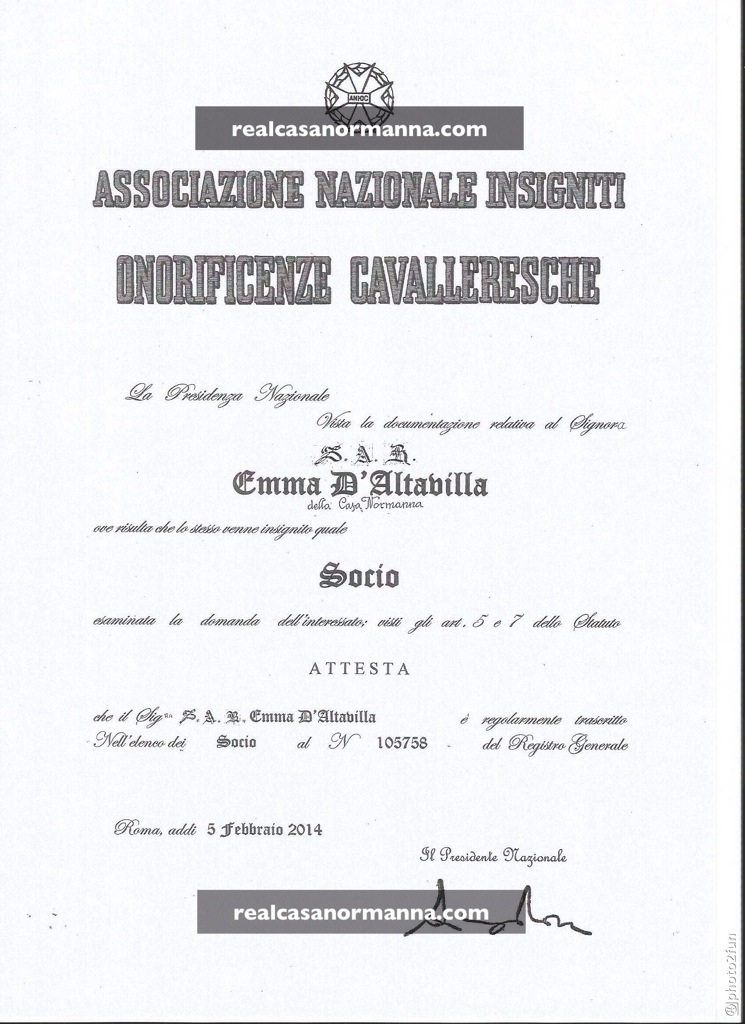 ANIOC
realcasanormanna.com
ASSOCIAZIONE NAZIONALE INSIGNITI
ONORIFICENZE CAVALLERESCHE
La Presidenza Nazionale
Vista la documentazione relativa al Signora
S. A. R.
Emma D'Altavilla
della Casa Normanna
ove risulta che lo stesso venne insignito quale
Socio
esaminata la domanda dell'interessato; visti gli art. 5 e 7 dello Statuto
ATTESTA
che il Sig.ra S. A. R. Emma D'Altavilla è regolarmente trascritto
Nell'elenco dei Socio al N 105758 - del Registro Generale
Roma, addì 5 Febbraio 2014
Il Presidente Nazionale
realcasanormanna.com
@jphoto2fun